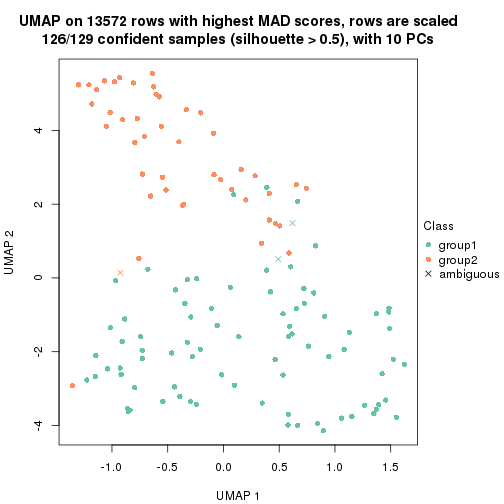 UMAP on 13572 rows with highest MAD scores, rows are scaled
126/129 confident samples (silhouette > 0.5), with 10 PCs
4
2
0
-2
-4
UMAP 2
-1.0
-0.5
0.0
0.5
1.0
1.5
UMAP 1
Class
group1
group2
ambiguous